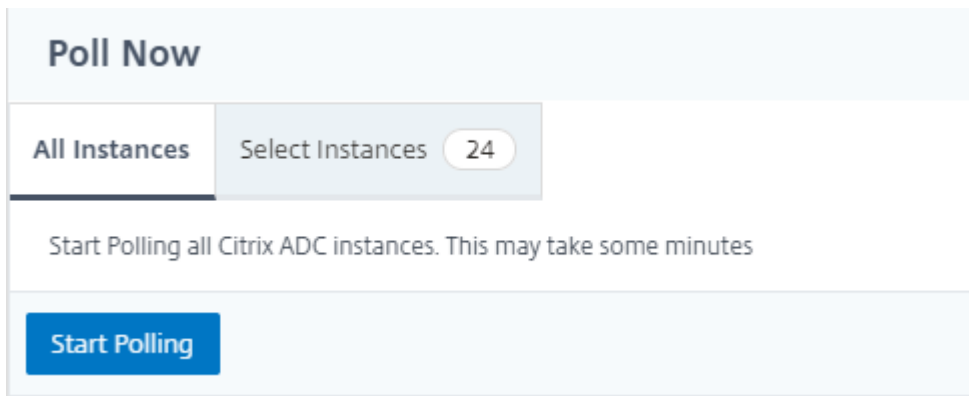 Poll Now
All Instances Select Instances 24
Start Polling all Citrix ADC instances. This may take some minutes
Start Polling